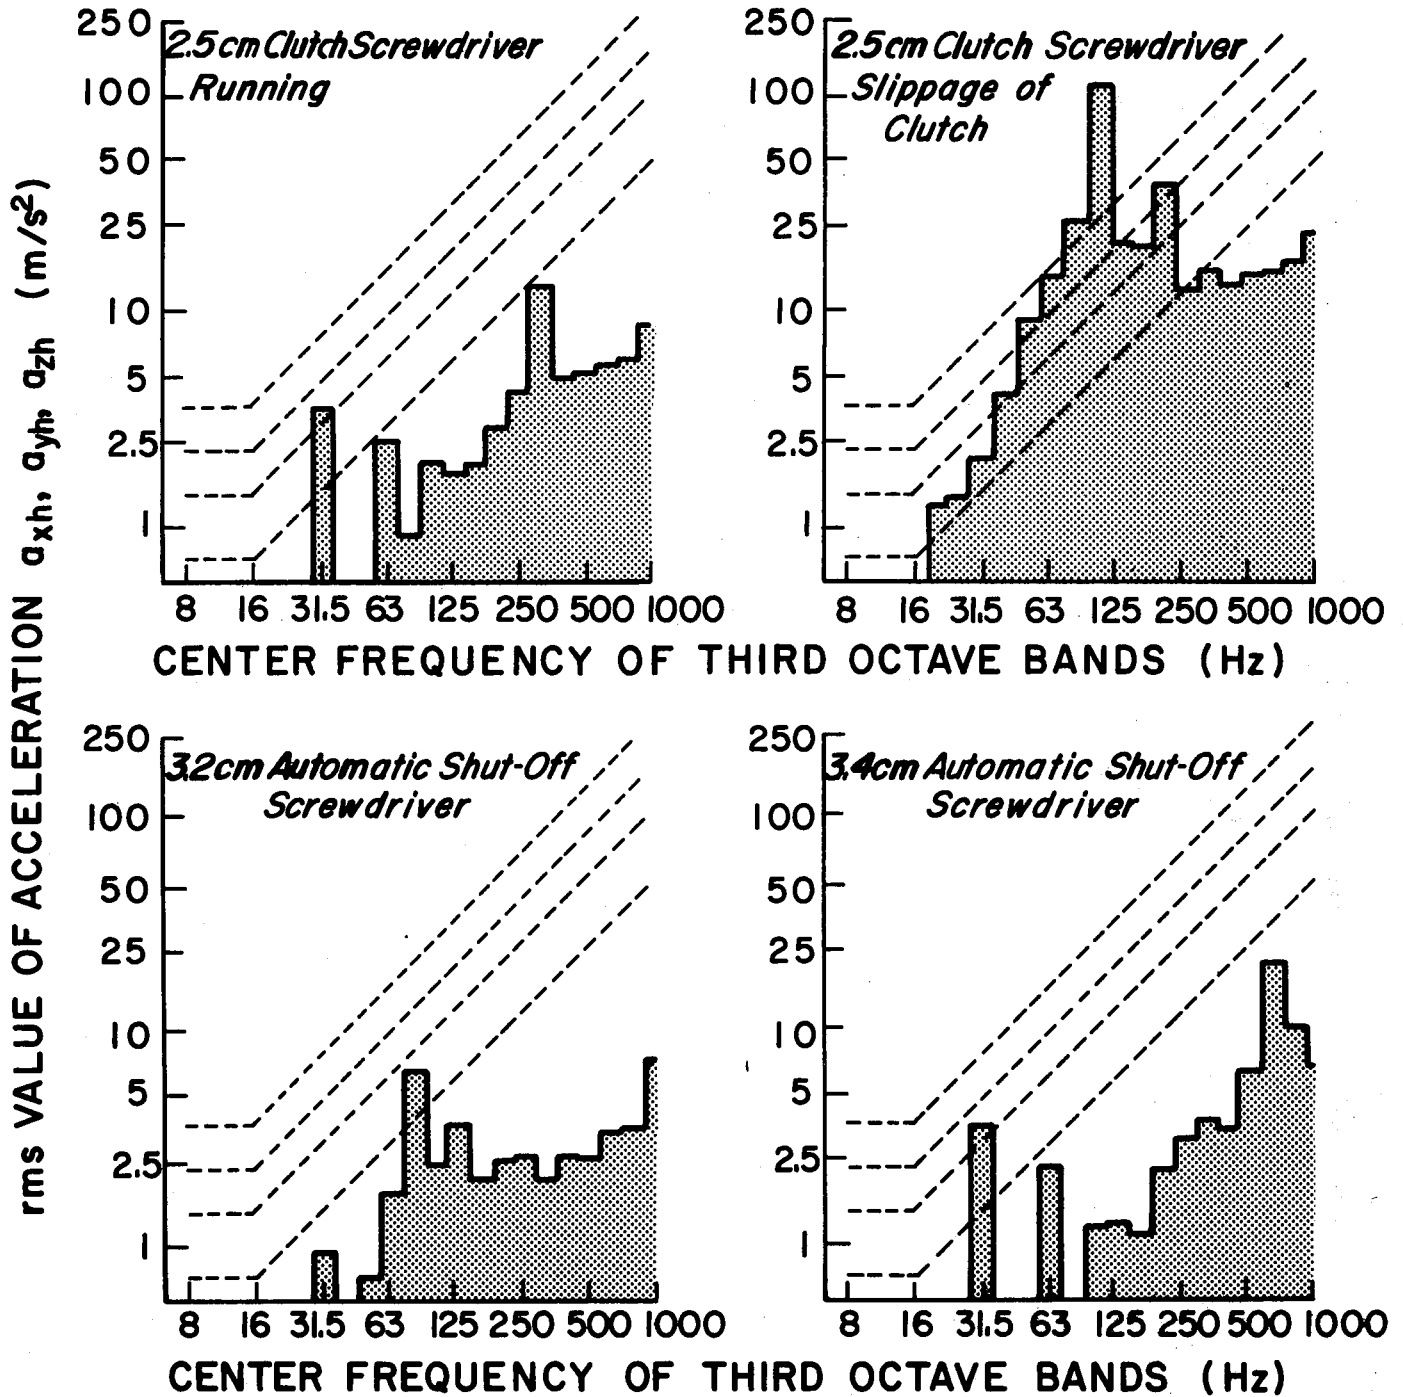 rms VALUE OF ACCELERATION axh, ayh, azh (m/s2)
2.5cm Clutch Screwdriver
Running
250
100
50
25
10
5
2.5
1
8 16 31.5 63 125 250 500 1000
2.5cm Clutch Screwdriver
Slippage of
Clutch
250
100
50
25
10
5
2.5
1
8 16 31.5 63 125 250 500 1000
CENTER FREQUENCY OF THIRD OCTAVE BANDS (Hz)
3.2cm Automatic Shut-Off
Screwdriver
250
100
50
25
10
5
2.5
1
8 16 31.5 63 125 250 500 1000
3.4cm Automatic Shut-Off
Screwdriver
250
100
50
25
10
5
2.5
1
8 16 31.5 63 125 250 500 1000
CENTER FREQUENCY OF THIRD OCTAVE BANDS (Hz)